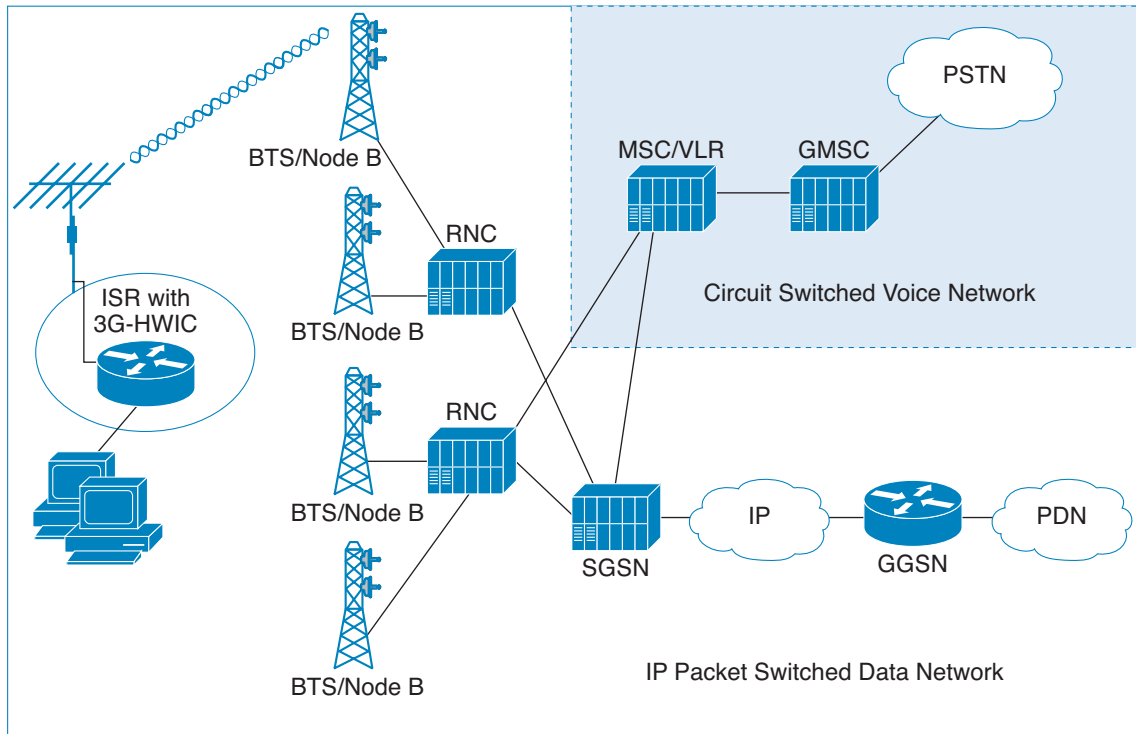 PSTN
BTS/Node B
MSC/VLR
GMSC
RNC
Circuit Switched Voice Network
ISR with
3G-HWIC
BTS/Node B
RNC
BTS/Node B
IP
PDN
SGSN
GGSN
IP Packet Switched Data Network
BTS/Node B